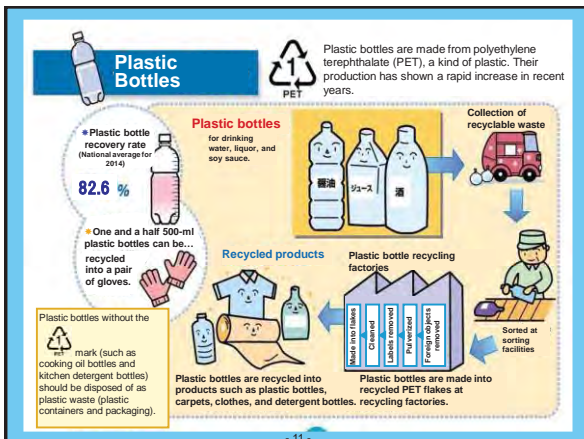 Plastic
Bottles
1
PET
Plastic bottles are made from polyethylene
terephthalate (PET), a kind of plastic. Their
production has shown a rapid increase in recent
years.
*Plastic bottle
recovery rate
(National average for
2014)
82.6 %
*One and a half 500-ml
plastic bottles can be…
recycled
into a pair
of gloves.
Plastic bottles
for drinking
water, liquor, and
soy sauce.
醤油
ジュース
酒
Collection of
recyclable waste
Sorted at
sorting
facilities
Plastic bottle recycling
factories
Made into flakes
Cleaned
Labels removed
Pulverized
Foreign objects
removed
Plastic bottles are made into
recycled PET flakes at
recycling factories.
Recycled products
Plastic bottles are recycled into
products such as plastic bottles,
carpets, clothes, and detergent bottles.
Plastic bottles without the
1
PET
mark (such as
cooking oil bottles and
kitchen detergent bottles)
should be disposed of as
plastic waste (plastic
containers and packaging).
- 11 -